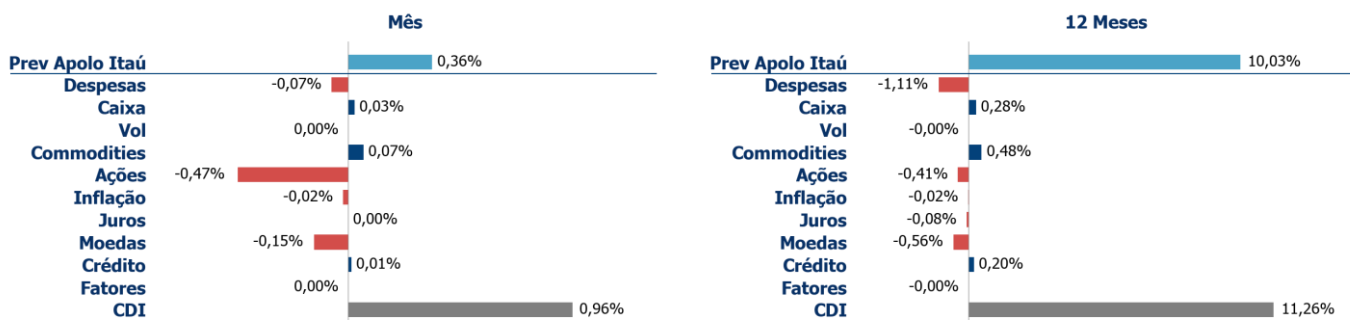 Mês
Prev Apolo Itaú 0,36%
Despesas -0,07%
Caixa 0,03%
Vol 0,00%
Commodities 0,07%
Ações -0,47%
Inflação -0,02%
Juros 0,00%
Moedas -0,15%
Crédito 0,01%
Fatores 0,00%
CDI 0,96%
12 Meses
Prev Apolo Itaú 10,03%
Despesas -1,11%
Caixa 0,28%
Vol -0,00%
Commodities 0,48%
Ações -0,41%
Inflação -0,02%
Juros -0,08%
Moedas -0,56%
Crédito 0,20%
Fatores -0,00%
CDI 11,26%